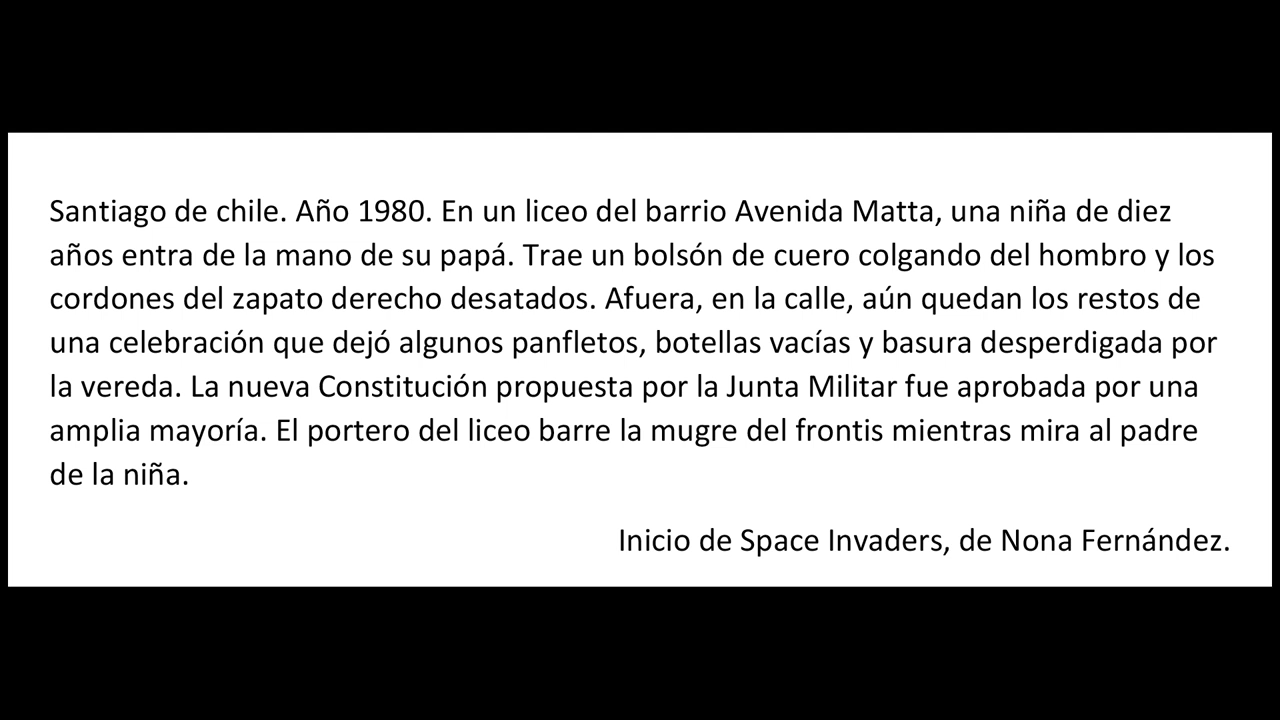 Santiago de chile. Año 1980. En un liceo del barrio Avenida Matta, una niña de diez
años entra de la mano de su papá. Trae un bolsón de cuero colgando del hombro y los
cordones del zapato derecho desatados. Afuera, en la calle, aún quedan los restos de
una celebración que dejó algunos panfletos, botellas vacías y basura desperdigada por
la vereda. La nueva Constitución propuesta por la Junta Militar fue aprobada por una
amplia mayoría. El portero del liceo barre la mugre del frontis mientras mira al padre
de la niña.
Inicio de Space Invaders, de Nona Fernández.